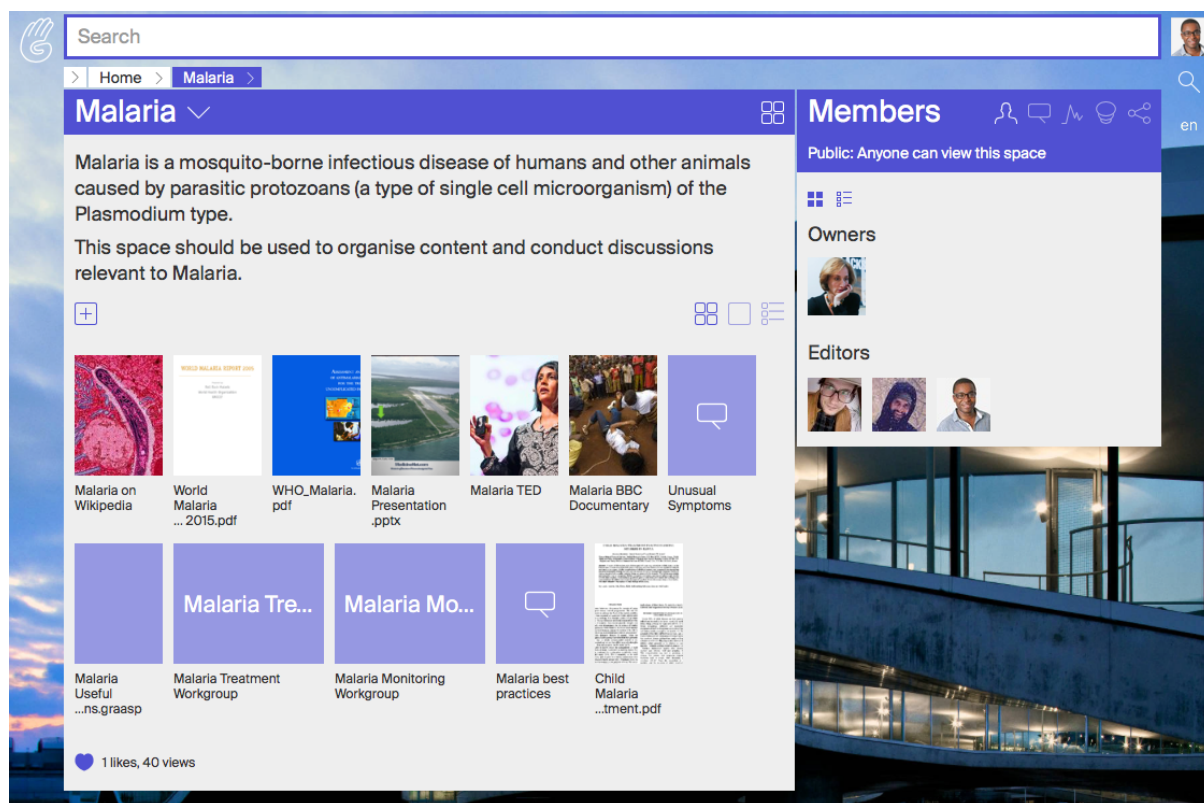 Search
Home
Malaria
Malaria
Members
en
Public: Anyone can view this space
Malaria is a mosquito-borne infectious disease of humans and other animals
caused by parasitic protozoans (a type of single cell microorganism) of the
Plasmodium type.
This space should be used to organise content and conduct discussions
relevant to Malaria.
Owners
Editors
WORLD MALARIA REPORT 2015
Malaria on
Wikipedia
World
Malaria
... 2015.pdf
WHO_Malaria.
pdf
Malaria
Presentation
.pptx
Malaria TED
Malaria BBC
Documentary
Unusual
Symptoms
Malaria Tre...
Malaria Mo...
Malaria
Useful
...ns.graasp
Malaria Treatment
Workgroup
Malaria Monitoring
Workgroup
Malaria best
practices
Child
Malaria
...tment.pdf
1 likes, 40 views